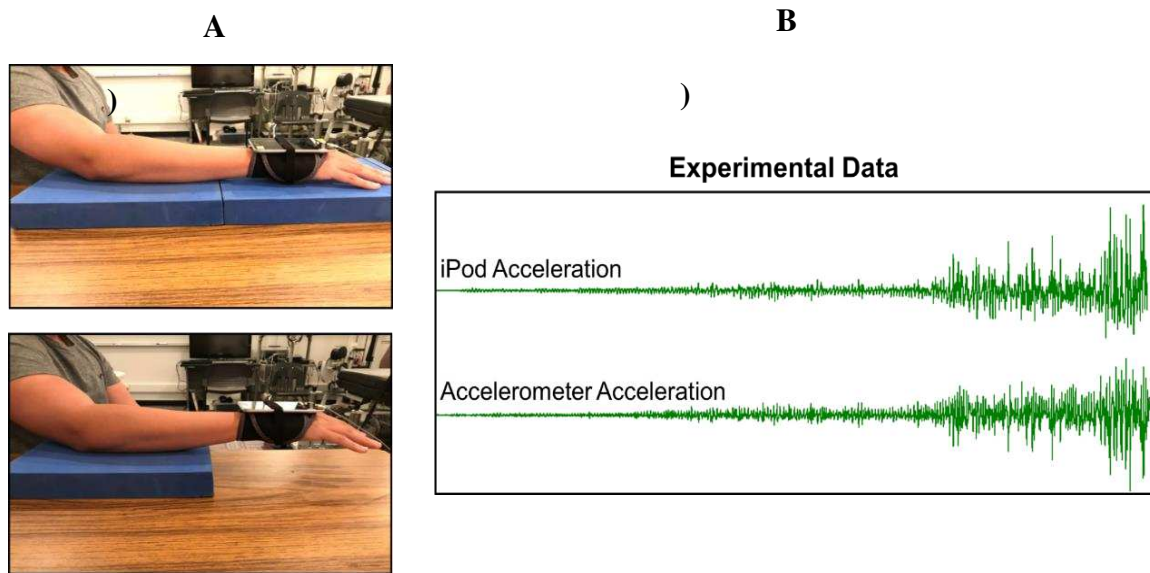 A
)
B
)
Experimental Data
iPod Acceleration
Accelerometer Acceleration